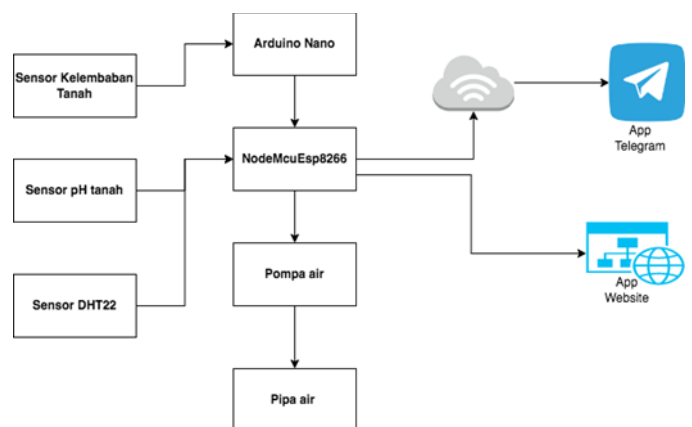 Arduino Nano
Sensor Kelembaban
Tanah
NodeMcuEsp8266
Sensor pH tanah
App
Telegram
Pompa air
Sensor DHT22
App
Website
Pipa air